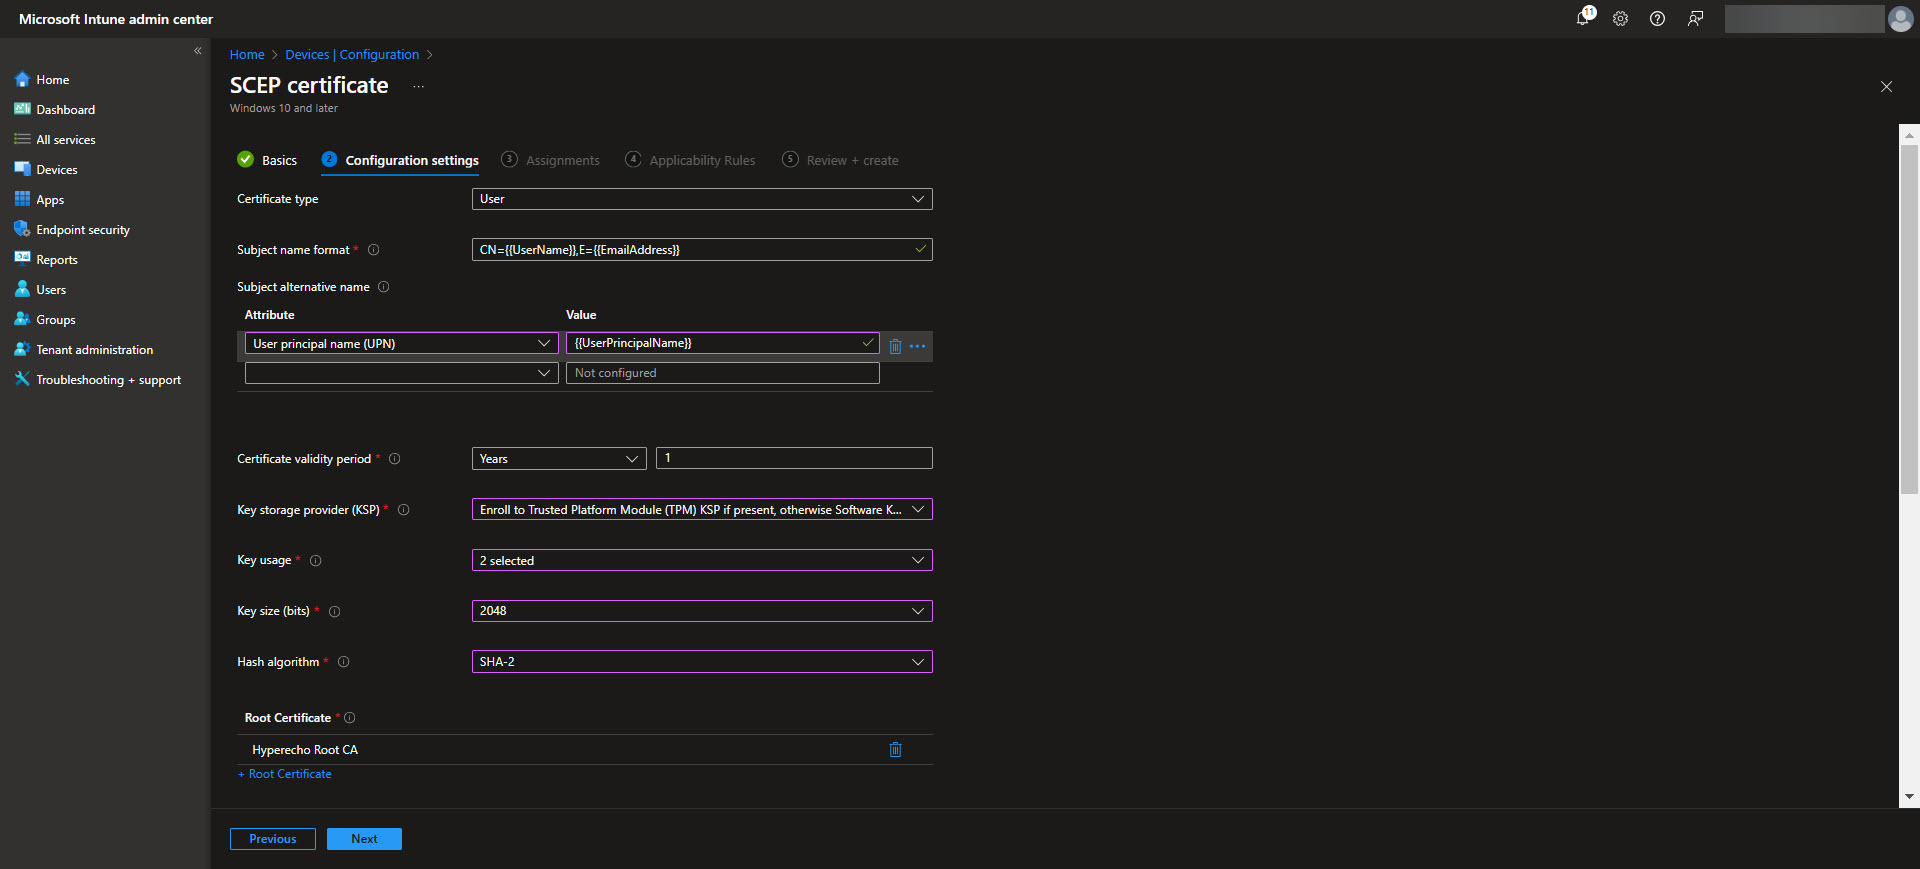 Microsoft Intune admin center
11
Home
Dashboard
All services
Devices
Apps
Endpoint security
Reports
Users
Groups
Tenant administration
Troubleshooting + support
Home
Devices | Configuration
SCEP certificate
...
Windows 10 and later
Basics
2 Configuration settings
3 Assignments
4 Applicability Rules
5 Review + create
Certificate type
User
Subject name format *
CN={{UserName}},E={{EmailAddress}}
Subject alternative name
Attribute Value
User principal name (UPN) {{UserPrincipalName}}
Not configured
Certificate validity period *
Years 1
Key storage provider (KSP) *
Enroll to Trusted Platform Module (TPM) KSP if present, otherwise Software K...
Key usage *
2 selected
Key size (bits) *
2048
Hash algorithm *
SHA-2
Root Certificate *
Hyperecho Root CA
+ Root Certificate
Previous Next